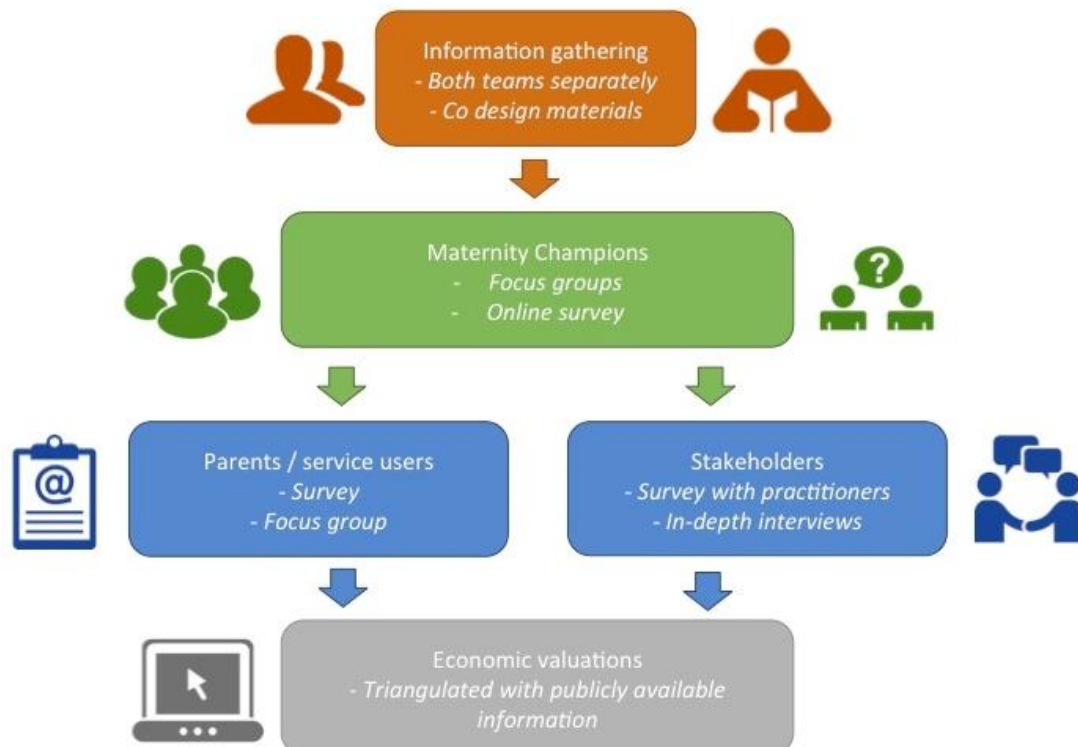 Information gathering
- Both teams separately
- Co design materials
?
Maternity Champions
- Focus groups
- Online survey
@
Parents / service users
- Survey
- Focus group
Stakeholders
- Survey with practitioners
- In-depth interviews
Economic valuations
- Triangulated with publicly available
information